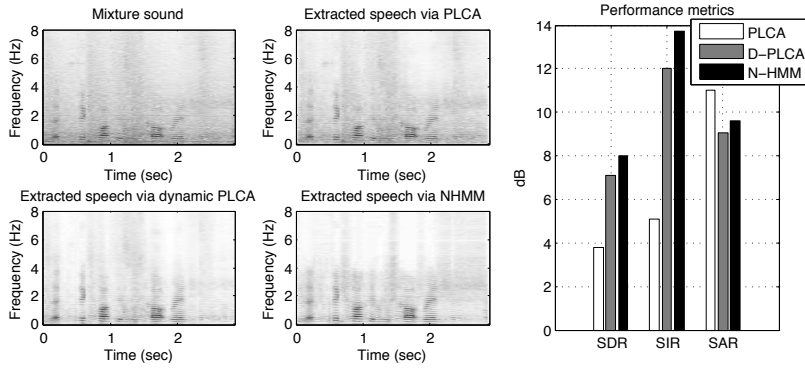 Mixture sound
Frequency (Hz)
8
6
4
2
0
0 1 2
Time (sec)
Extracted speech via PLCA
Frequency (Hz)
8
6
4
2
0
0 1 2
Time (sec)
Extracted speech via dynamic PLCA
Frequency (Hz)
8
6
4
2
0
0 1 2
Time (sec)
Extracted speech via NHMM
Frequency (Hz)
8
6
4
2
0
0 1 2
Time (sec)
Performance metrics
PLCA
D-PLCA
N-HMM
dB
14
12
10
8
6
4
2
0
SDR SIR SAR